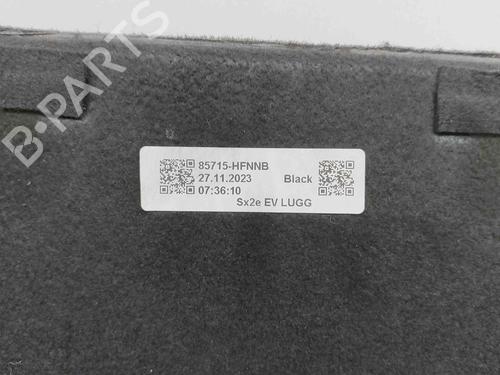 B-PARTS
85715-HFNNB
27.11.2023 Black
07:36:10
Sx2e EV LUGG